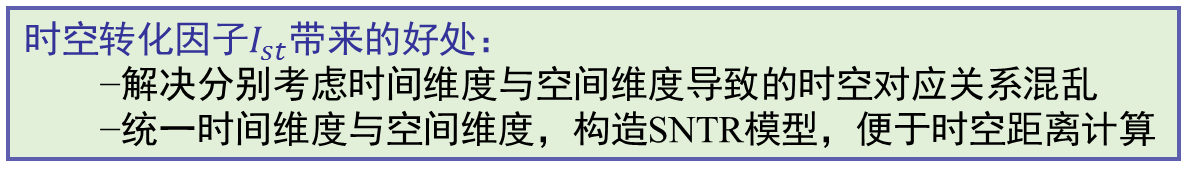 时空转化因子Ist带来的好处：
–解决分别考虑时间维度与空间维度导致的时空对应关系混乱
–统一时间维度与空间维度，构造SNTR模型，便于时空距离计算